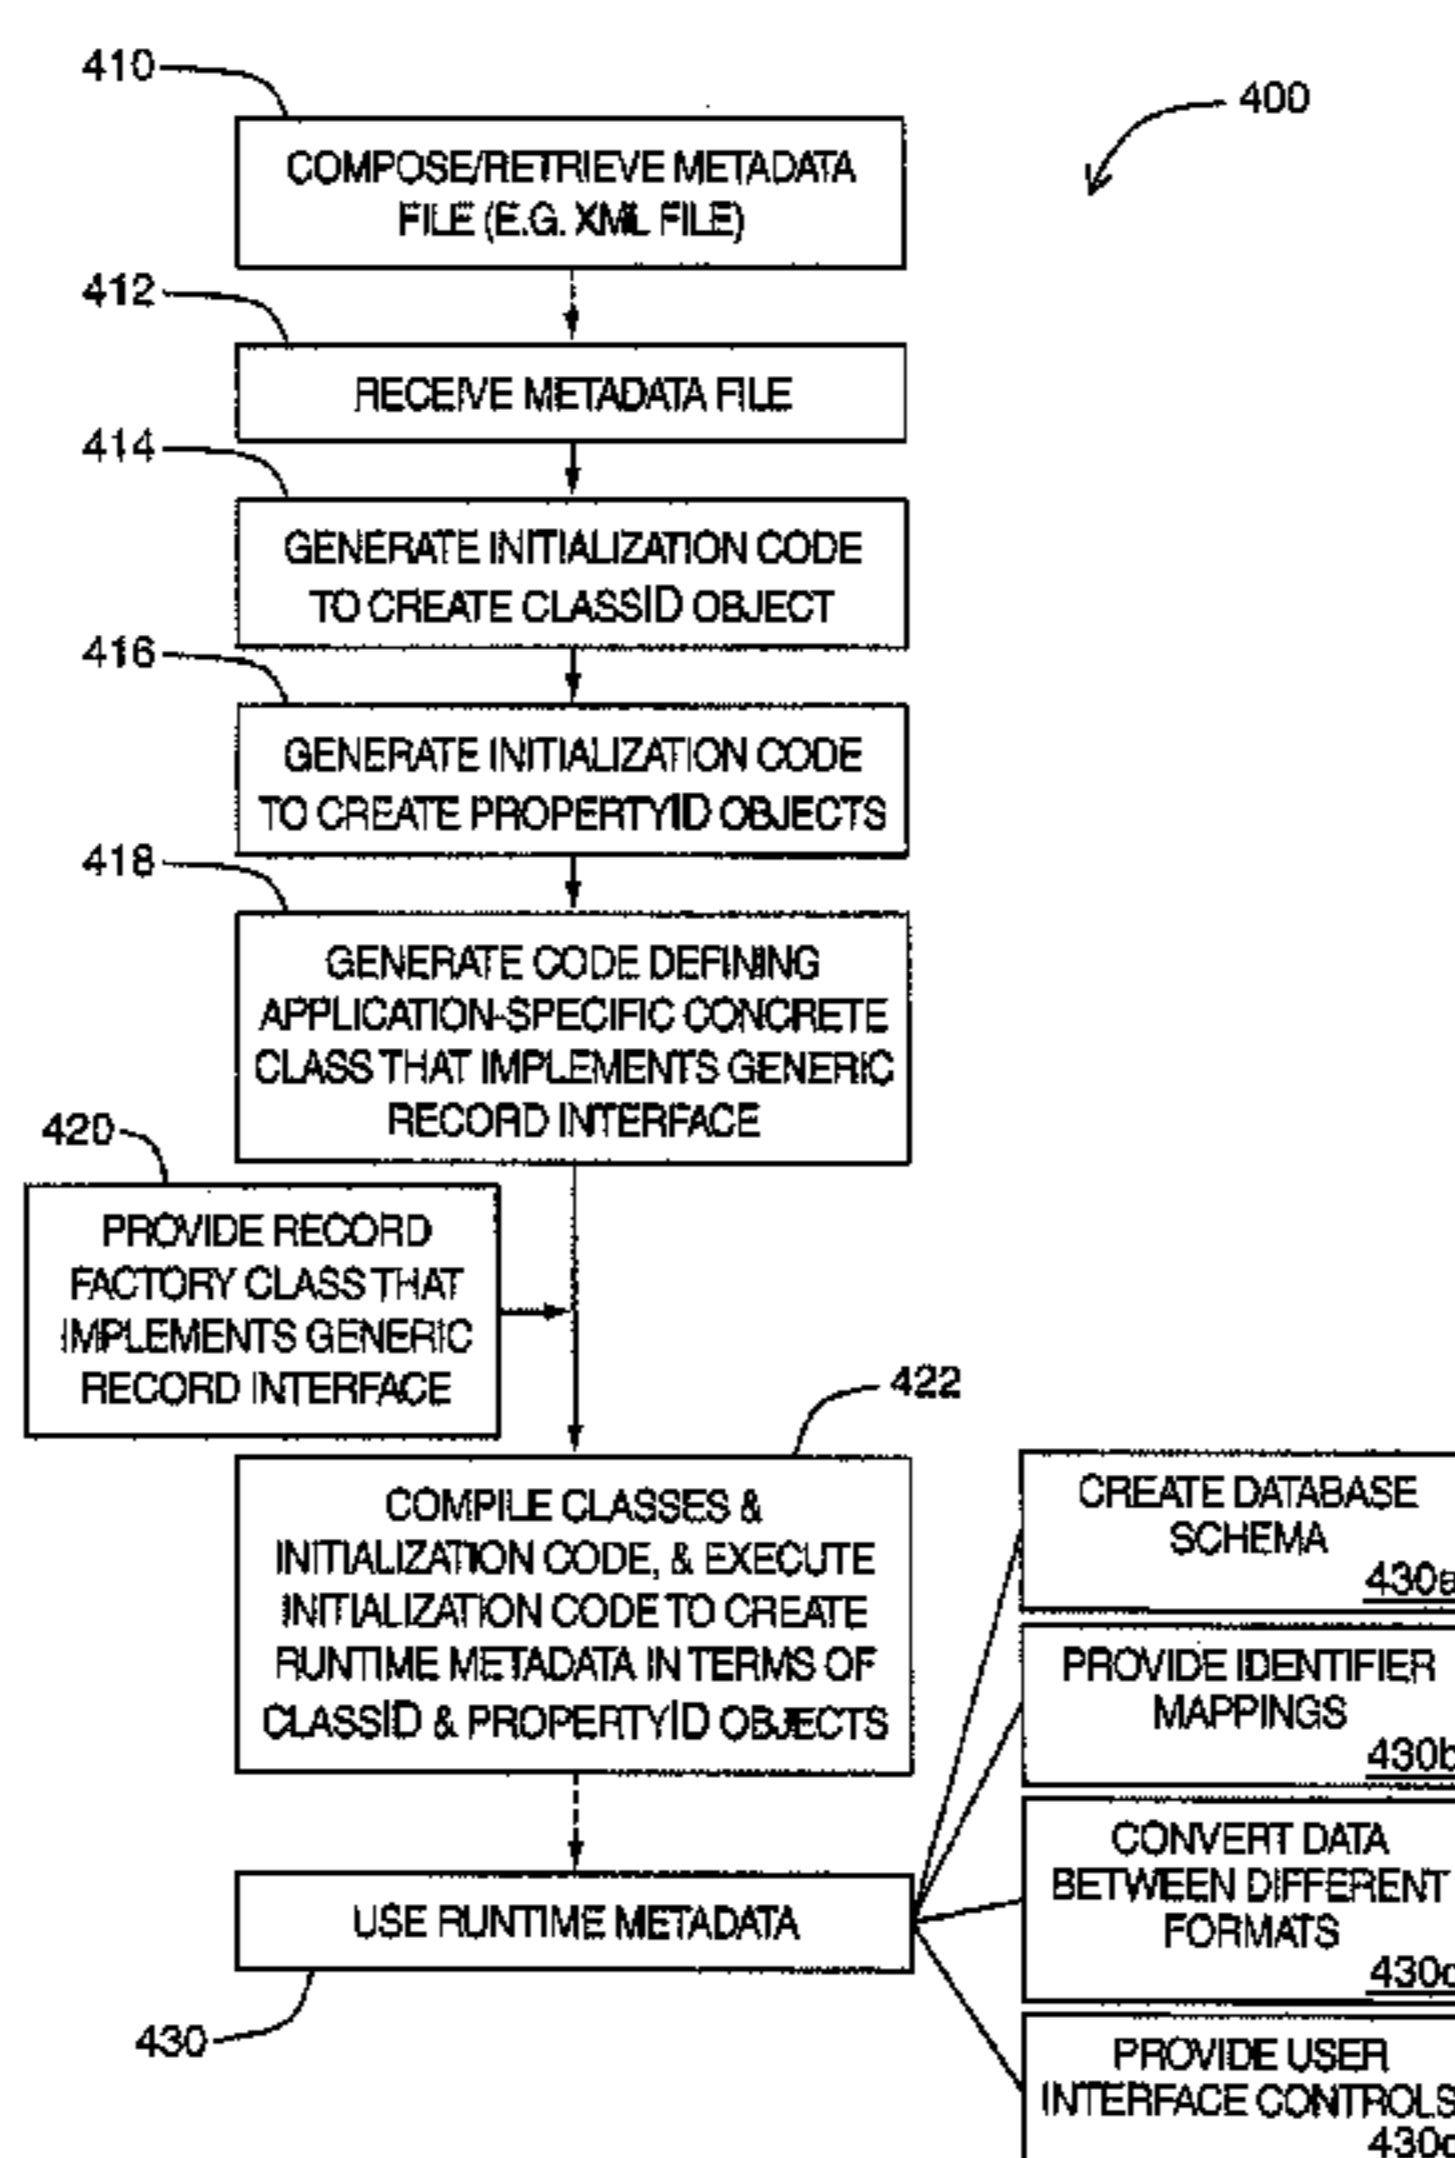 410
400
COMPOSE/RETRIEVE METADATA
FILE (E.G. XML FILE)
412
RECEIVE METADATA FILE
414
GENERATE INITIALIZATION CODE
TO CREATE CLASSID OBJECT
416
GENERATE INITIALIZATION CODE
TO CREATE PROPERTYID OBJECTS
418
GENERATE CODE DEFINING
APPLICATION-SPECIFIC CONCRETE
CLASS THAT IMPLEMENTS GENERIC
RECORD INTERFACE
420
PROVIDE RECORD
FACTORY CLASS THAT
IMPLEMENTS GENERIC
RECORD INTERFACE
422
COMPILE CLASSES &
INITIALIZATION CODE, & EXECUTE
INITIALIZATION CODE TO CREATE
RUNTIME METADATA IN TERMS OF
CLASSID & PROPERTYID OBJECTS
USE RUNTIME METADATA
430
CREATE DATABASE
SCHEMA
430a
PROVIDE IDENTIFIER
MAPPINGS
430b
CONVERT DATA
BETWEEN DIFFERENT
FORMATS
430c
PROVIDE USER
INTERFACE CONTROLS
430d